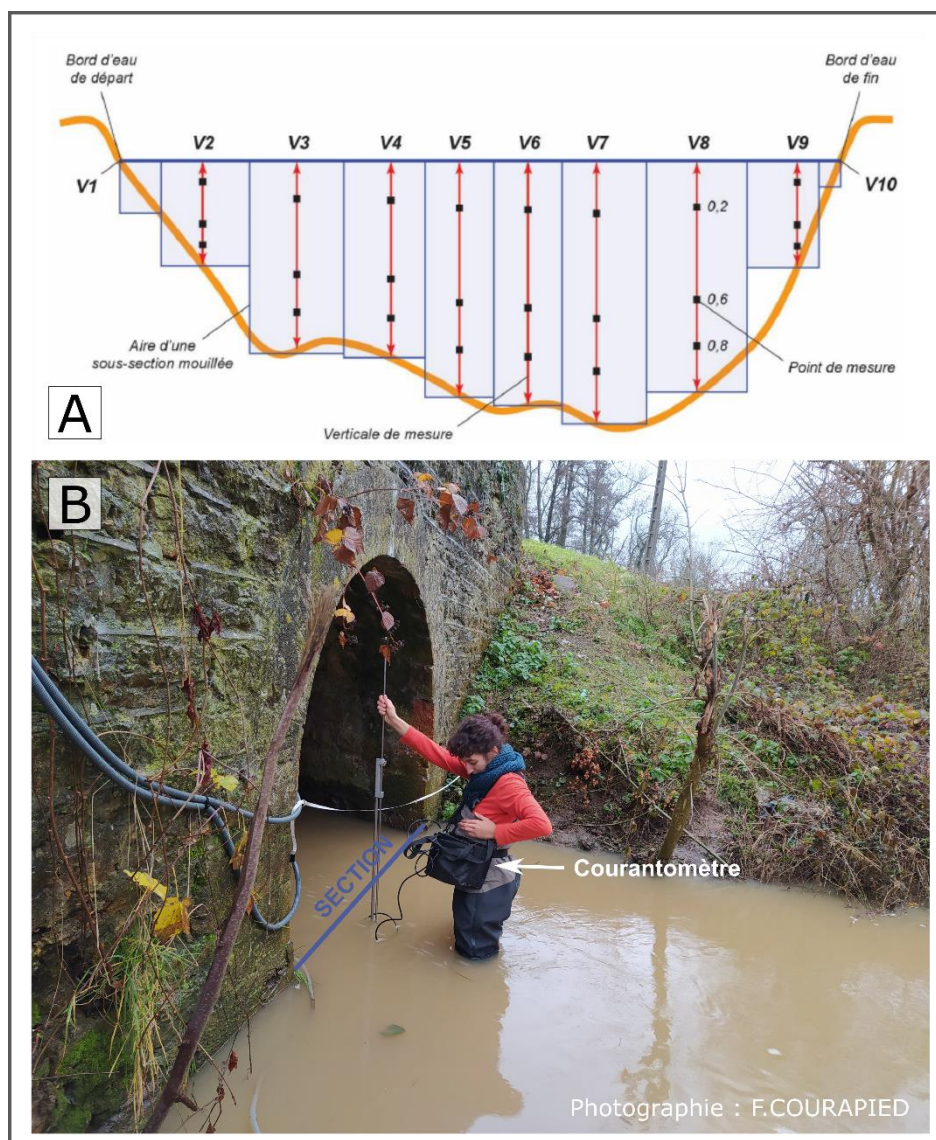 Bord d'eau
de départ
Bord d'eau
de fin
V1
V2
V3
V4
V5
V6
V7
V8
V9
V10
0,2
0,6
0,8
Aire d'une
sous-section mouillée
Verticale de mesure
Point de mesure
A
B
SECTION
Courantomètre
Photographie : F.COURAPIED